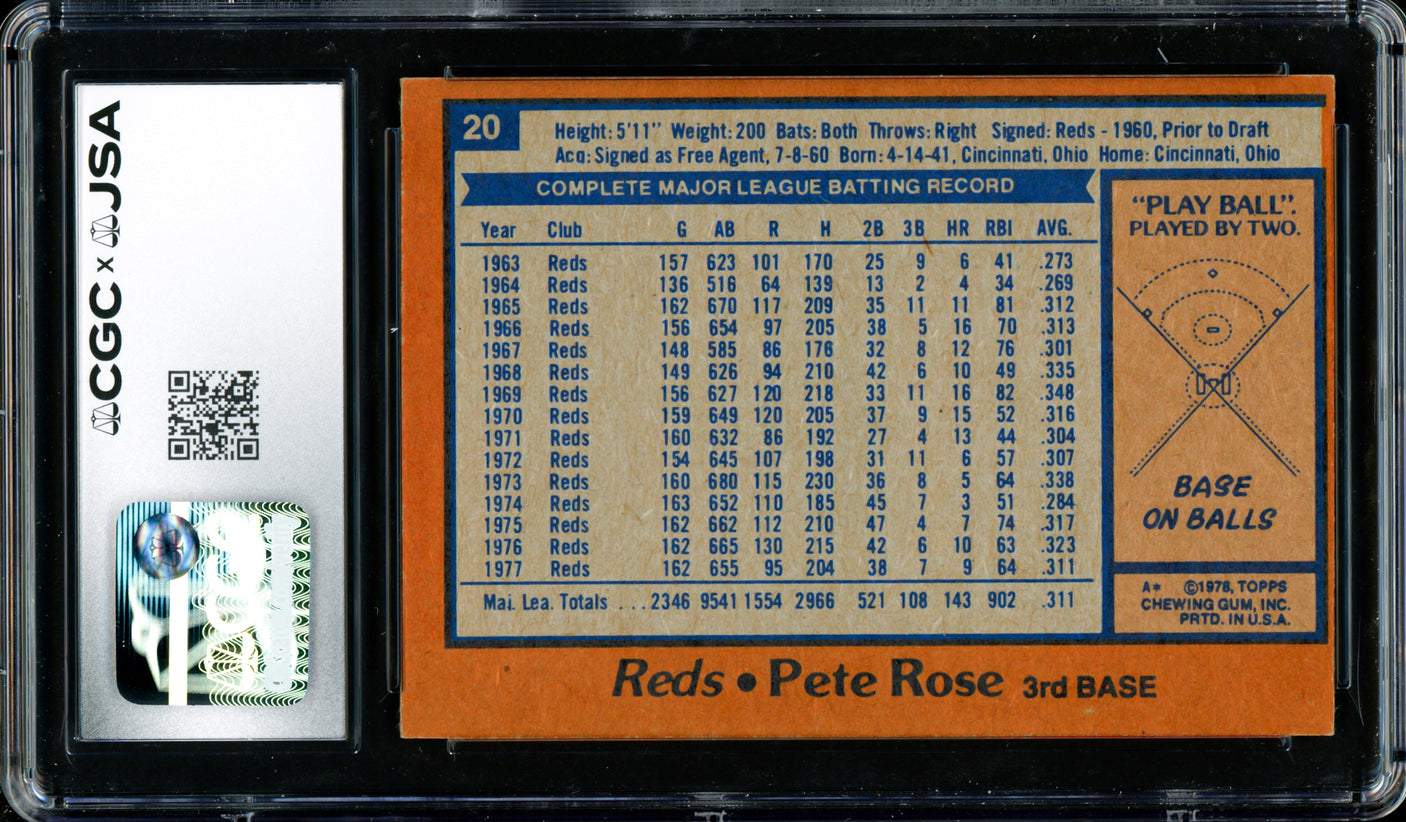 CGC x JSA
20
Height: 5'11" Weight: 200 Bats: Both Throws: Right Signed: Reds - 1960, Prior to Draft
Acq: Signed as Free Agent, 7-8-60 Born: 4-14-41, Cincinnati, Ohio Home: Cincinnati, Ohio
COMPLETE MAJOR LEAGUE BATTING RECORD
Year Club G AB R H 2B 3B HR RBI AVG.
1963 Reds 157 623 101 170 25 9 6 41 .273
1964 Reds 136 516 64 139 13 2 4 34 .269
1965 Reds 162 670 117 209 35 11 11 81 .312
1966 Reds 156 654 97 205 38 5 16 70 .313
1967 Reds 148 585 86 176 32 8 12 76 .301
1968 Reds 149 626 94 210 42 6 10 49 .335
1969 Reds 156 627 120 218 33 11 16 82 .348
1970 Reds 159 649 120 205 37 9 15 52 .316
1971 Reds 160 632 86 192 27 4 13 44 .304
1972 Reds 154 645 107 198 31 11 6 57 .307
1973 Reds 160 680 115 230 36 8 5 64 .338
1974 Reds 163 652 110 185 45 7 3 51 .284
1975 Reds 162 662 112 210 47 4 7 74 .317
1976 Reds 162 665 130 215 42 6 10 63 .323
1977 Reds 162 655 95 204 38 7 9 64 .311
Maj. Lea. Totals ...2346 9541 1554 2966 521 108 143 902 .311
"PLAY BALL".
PLAYED BY TWO.
BASE
ON BALLS
A* ©1978, TOPPS
CHEWING GUM, INC.
PRTD. IN U.S.A.
Reds • Pete Rose 3rd BASE